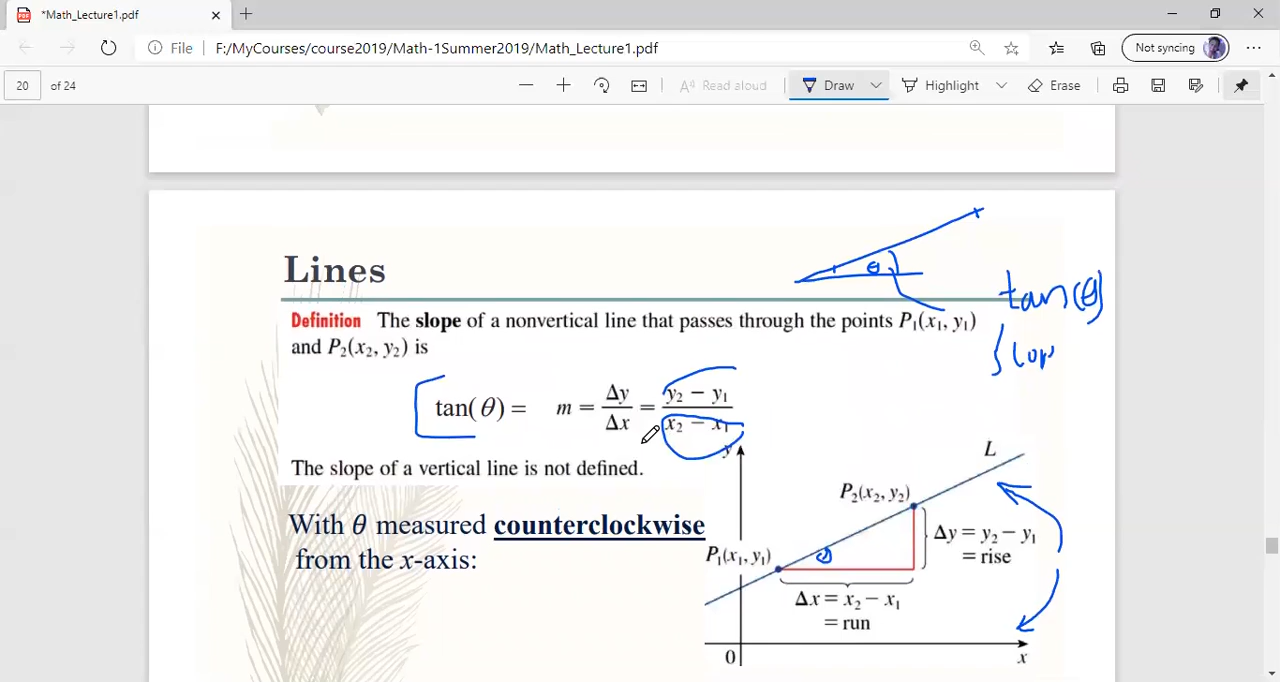 *Math_Lecture1.pdf
File F:/MyCourses/course2019/Math-1Summer2019/Math_Lecture1.pdf Not syncing
20 of 24 Read aloud Draw Highlight Erase
Lines
θ
tan(θ)
Slop
Definition The slope of a nonvertical line that passes through the points P₁(x₁, y₁)
and P₂(x₂, y₂) is
tan(θ) = m = Δy/Δx = y₂ − y₁/x₂ − x₁
The slope of a vertical line is not defined.
With θ measured counterclockwise
from the x-axis:
y
L
P₂(x₂, y₂)
P₁(x₁, y₁)
θ
Δy = y₂ − y₁
= rise
Δx = x₂ − x₁
= run
0
x